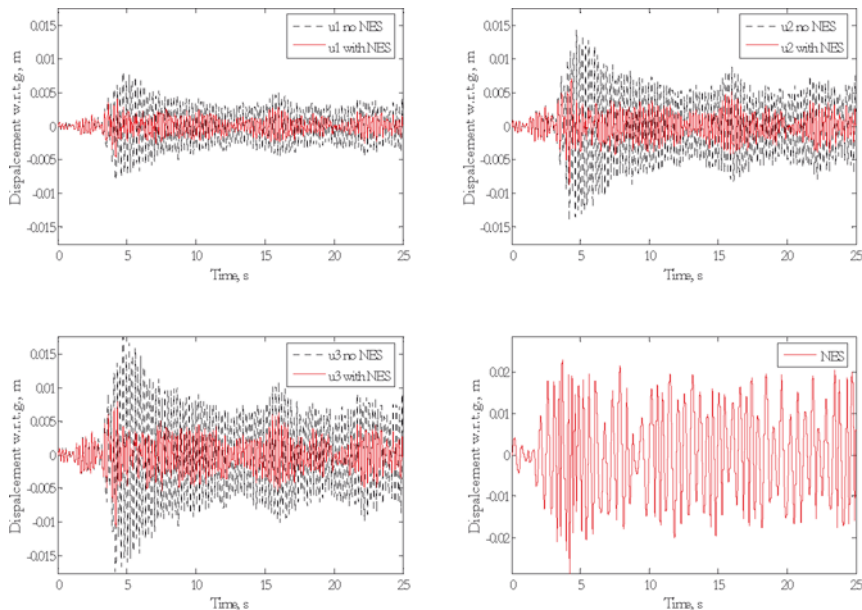 0.015
0.01
0.005
0
-0.005
-0.01
-0.015
Dispalcement w.r.t.g., m
u1 no NES
u1 with NES
0 5 10 15 20 25
Time, s
0.015
0.01
0.005
0
-0.005
-0.01
-0.015
Dispalcement w.r.t.g., m
u2 no NES
u2 with NES
0 5 10 15 20 25
Time, s
0.015
0.01
0.005
0
-0.005
-0.01
-0.015
Dispalcement w.r.t.g., m
u3 no NES
u3 with NES
0 5 10 15 20 25
Time, s
0.02
0.01
0
-0.01
-0.02
Dispalcement w.r.t.g., m
NES
0 5 10 15 20 25
Time, s